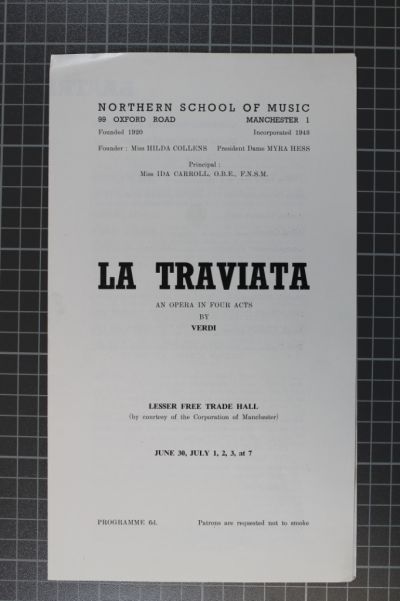 NORTHERN SCHOOL OF MUSIC
99 OXFORD ROAD MANCHESTER 1
Founded 1920 Incorporated 1943
Founder : Miss HILDA COLLENS President Dame MYRA HESS
Principal :
Miss IDA CARROLL, O.B.E., F.N.S.M.
LA TRAVIATA
AN OPERA IN FOUR ACTS
BY
VERDI
LESSER FREE TRADE HALL
(by courtesy of the Corporation of Manchester)
JUNE 30, JULY 1, 2, 3, at 7
PROGRAMME 6d. Patrons are requested not to smoke